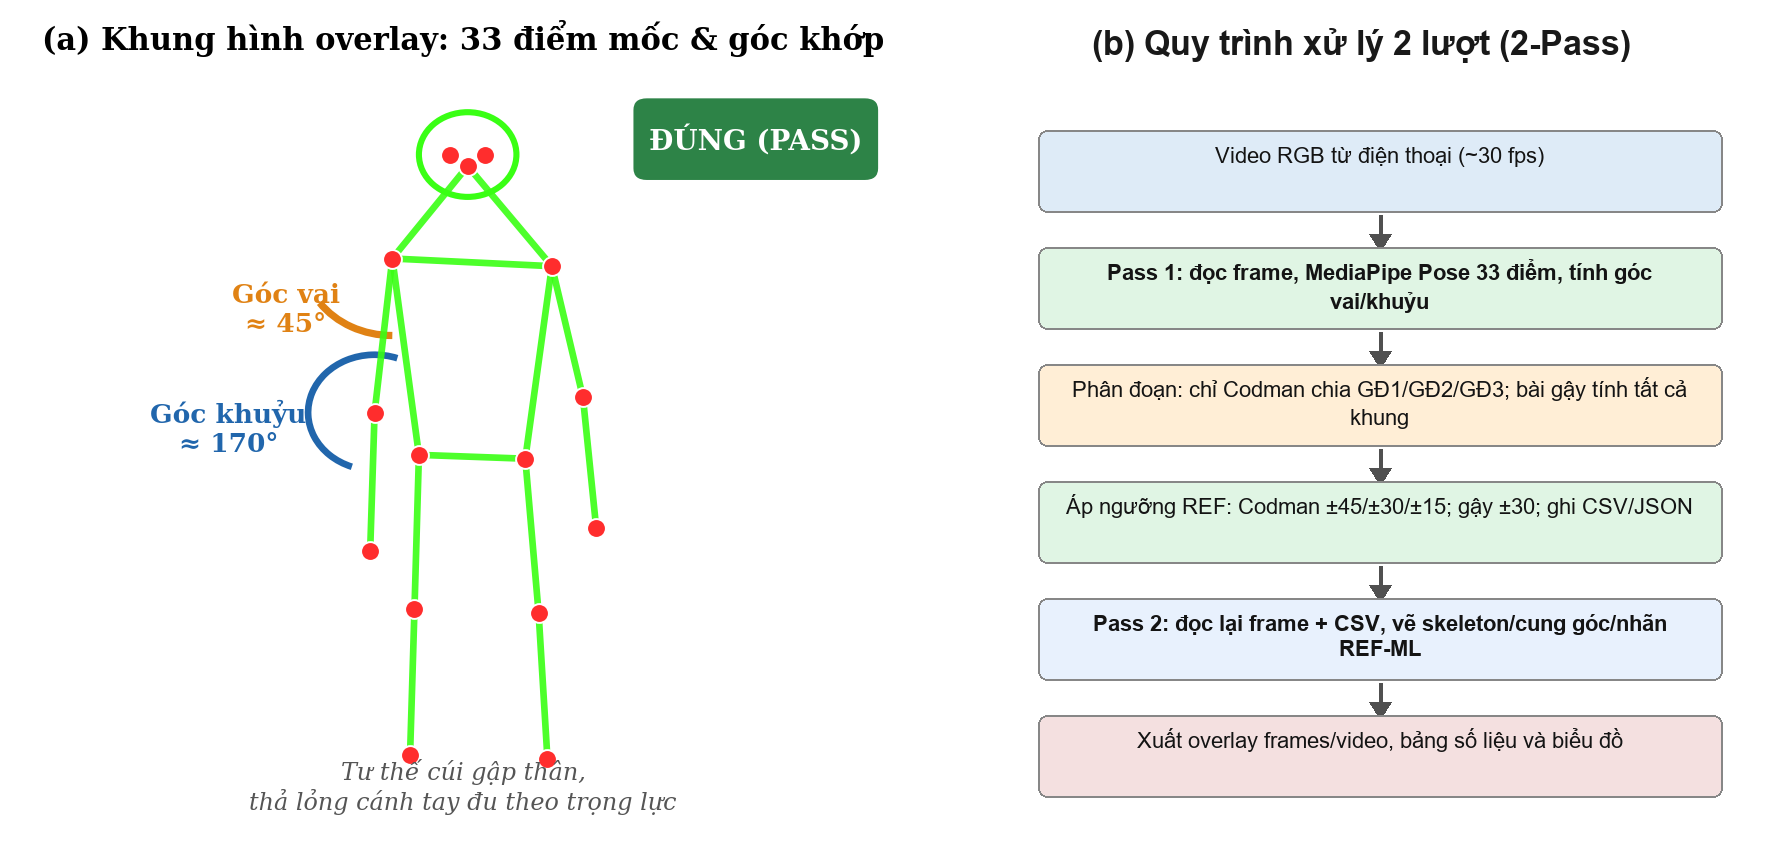 (a) Khung hình overlay: 33 điểm mốc & góc khớp
ĐÚNG (PASS)
Góc vai
≈ 45°
Góc khuỷu
≈ 170°
Tư thế cúi gập thân,
thả lỏng cánh tay đu theo trọng lực
(b) Quy trình xử lý 2 lượt (2-Pass)
Video RGB từ điện thoại (~30 fps)
Pass 1: đọc frame, MediaPipe Pose 33 điểm, tính góc
vai/khuỷu
Phân đoạn: chỉ Codman chia GĐ1/GĐ2/GĐ3; bài gậy tính tất cả
khung
Áp ngưỡng REF: Codman ±45/±30/±15; gậy ±30; ghi CSV/JSON
Pass 2: đọc lại frame + CSV, vẽ skeleton/cung góc/nhãn
REF-ML
Xuất overlay frames/video, bảng số liệu và biểu đồ